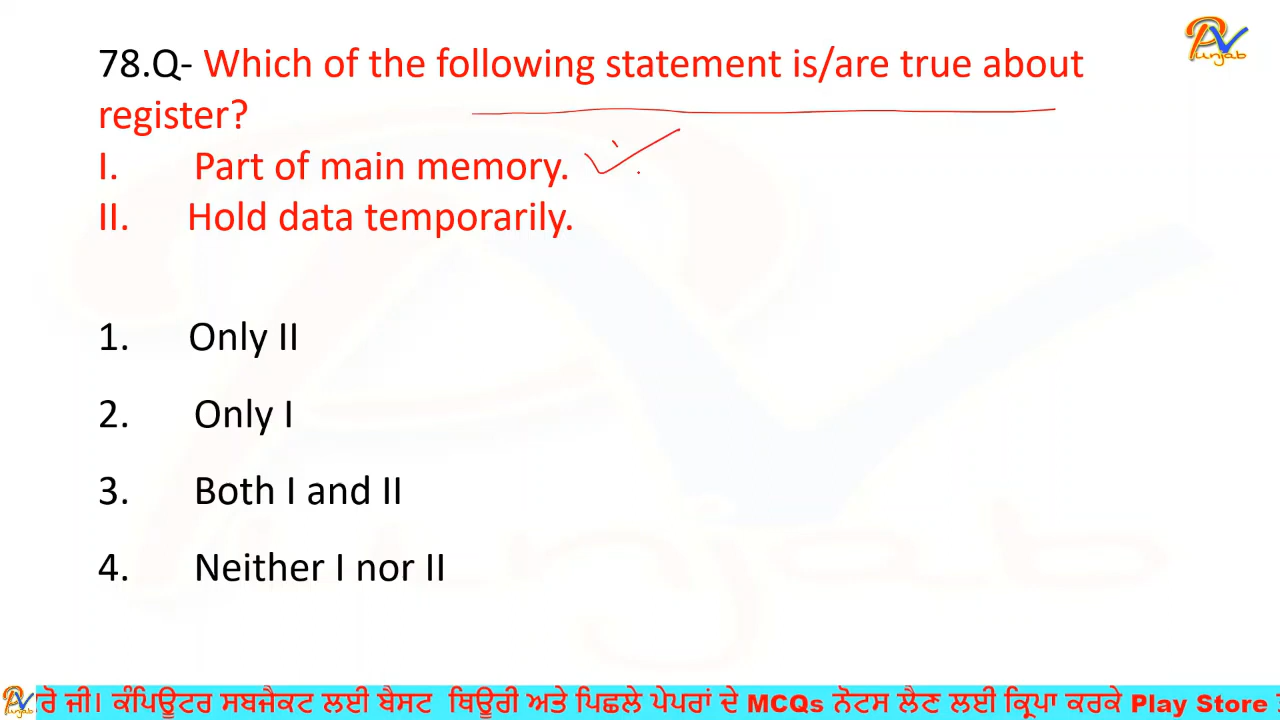 78.Q- Which of the following statement is/are true about
register?
I. Part of main memory.
II. Hold data temporarily.
1. Only II
2. Only I
3. Both I and II
4. Neither I nor II
ਰੋ ਜੀ। ਕੰਪਿਊਟਰ ਸਬਜੈਕਟ ਲਈ ਬੈਸਟ ਥਿਊਰੀ ਅਤੇ ਪਿਛਲੇ ਪੇਪਰਾਂ ਦੇ MCQs ਨੋਟਸ ਲੈਣ ਲਈ ਕ੍ਰਿਪਾ ਕਰਕੇ Play Store